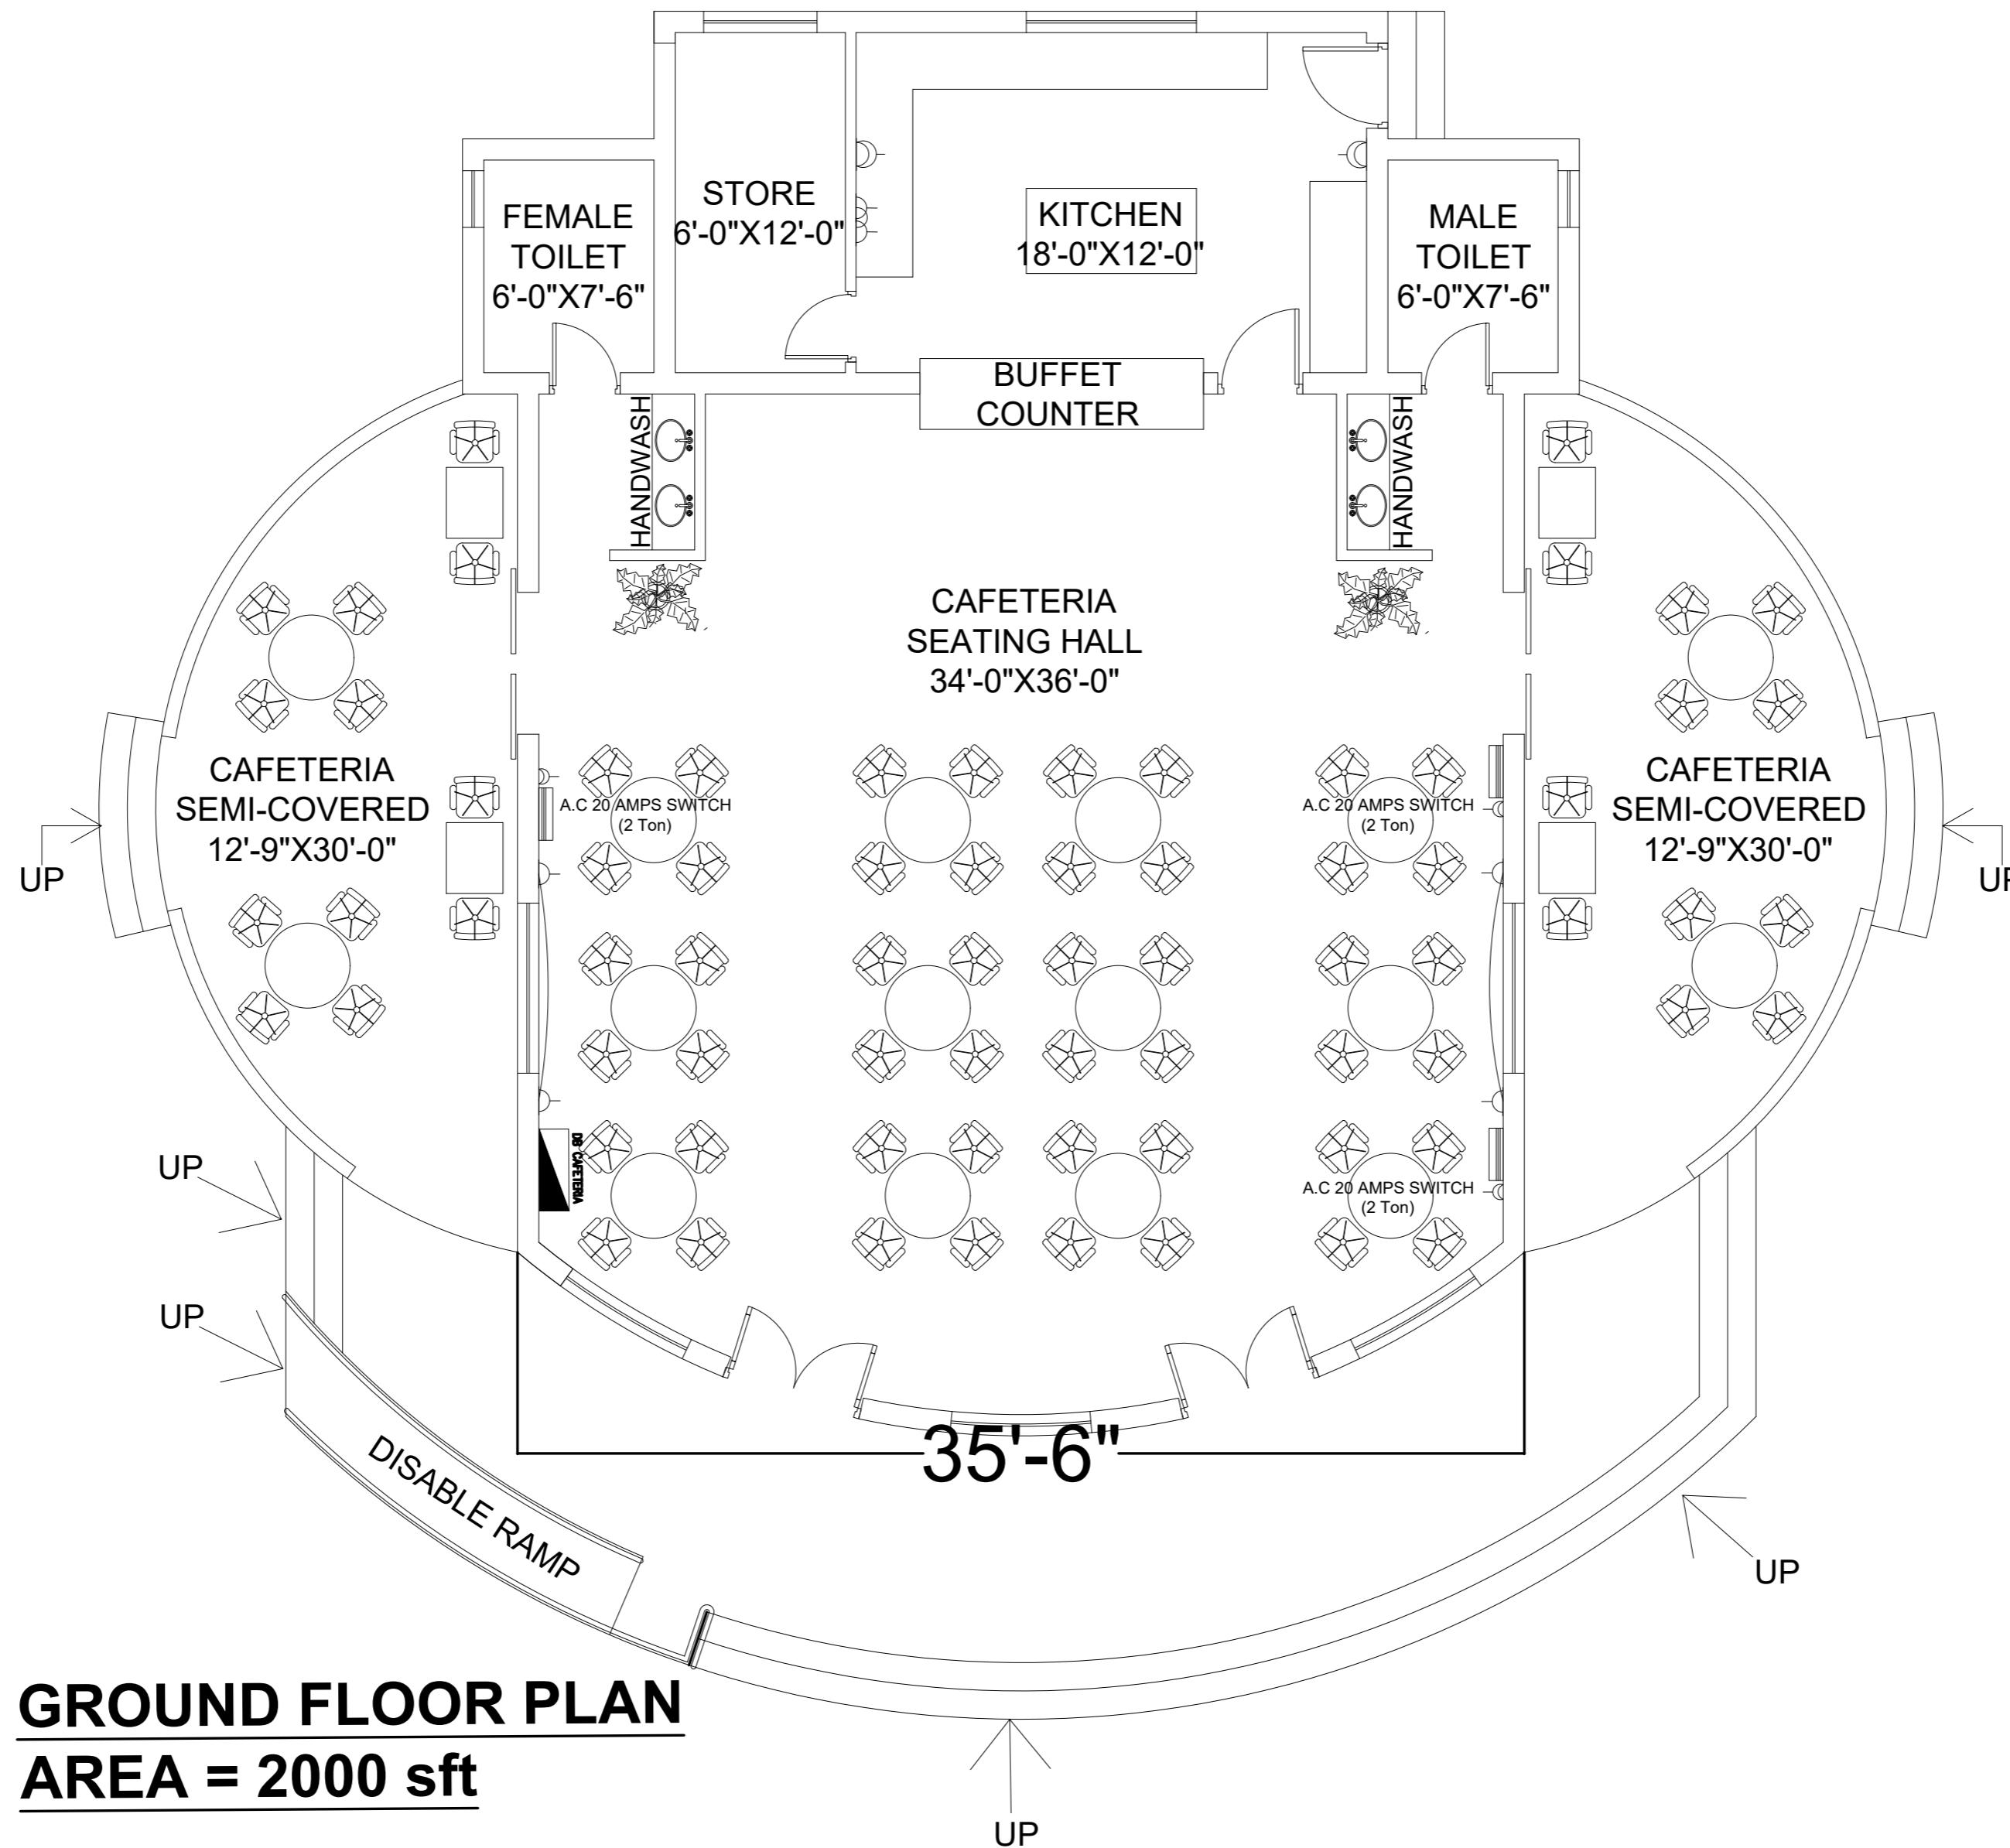 STORE
6'-0"X12'-0"
KITCHEN
18'-0"X12'-0"
FEMALE
TOILET
6'-0"X7'-6"
MALE
TOILET
6'-0"X7'-6"
BUFFET
COUNTER
HANDWASH
HANDWASH
CAFETERIA
SEATING HALL
34'-0"X36'-0"
CAFETERIA
SEMI-COVERED
12'-9"X30'-0"
CAFETERIA
SEMI-COVERED
12'-9"X30'-0"
A.C 20 AMPS SWITCH
(2 Ton)
A.C 20 AMPS SWITCH
(2 Ton)
UP
UP
DB CAFETERIA
UP
A.C 20 AMPS SWITCH
(2 Ton)
UP
35'-6"
DISABLE RAMP
UP
GROUND FLOOR PLAN
AREA = 2000 sft
UP